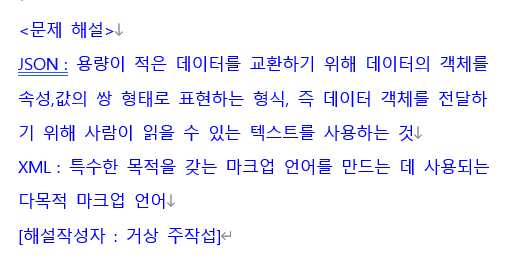 <문제 해설>
JSON : 용량이 적은 데이터를 교환하기 위해 데이터의 객체를
속성,값의 쌍 형태로 표현하는 형식, 즉 데이터 객체를 전달하
기 위해 사람이 읽을 수 있는 텍스트를 사용하는 것
XML : 특수한 목적을 갖는 마크업 언어를 만드는 데 사용되는
다목적 마크업 언어
[해설작성자 : 거상 주작섭]